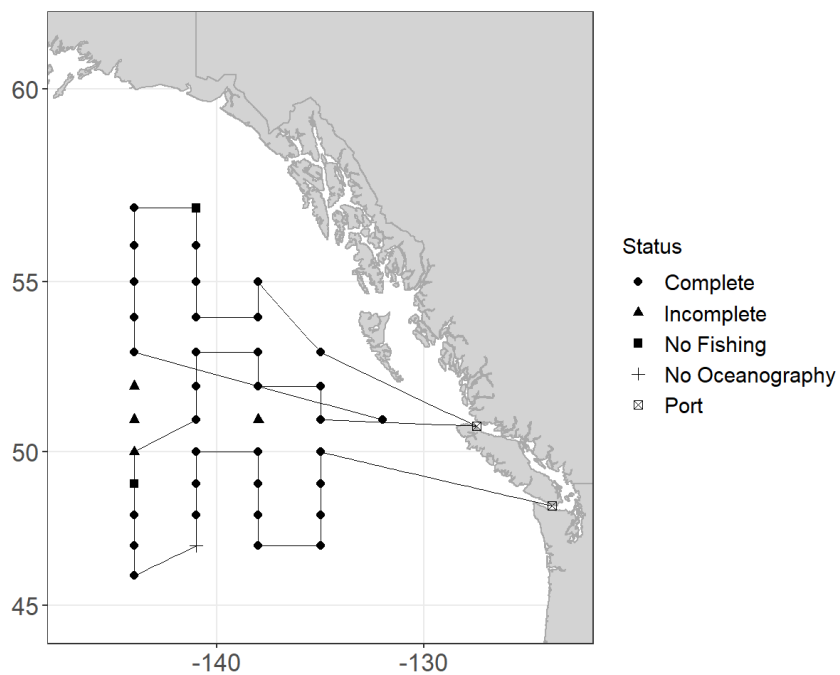 60
55
50
45
-140
-130
Status
Complete
Incomplete
No Fishing
No Oceanography
Port